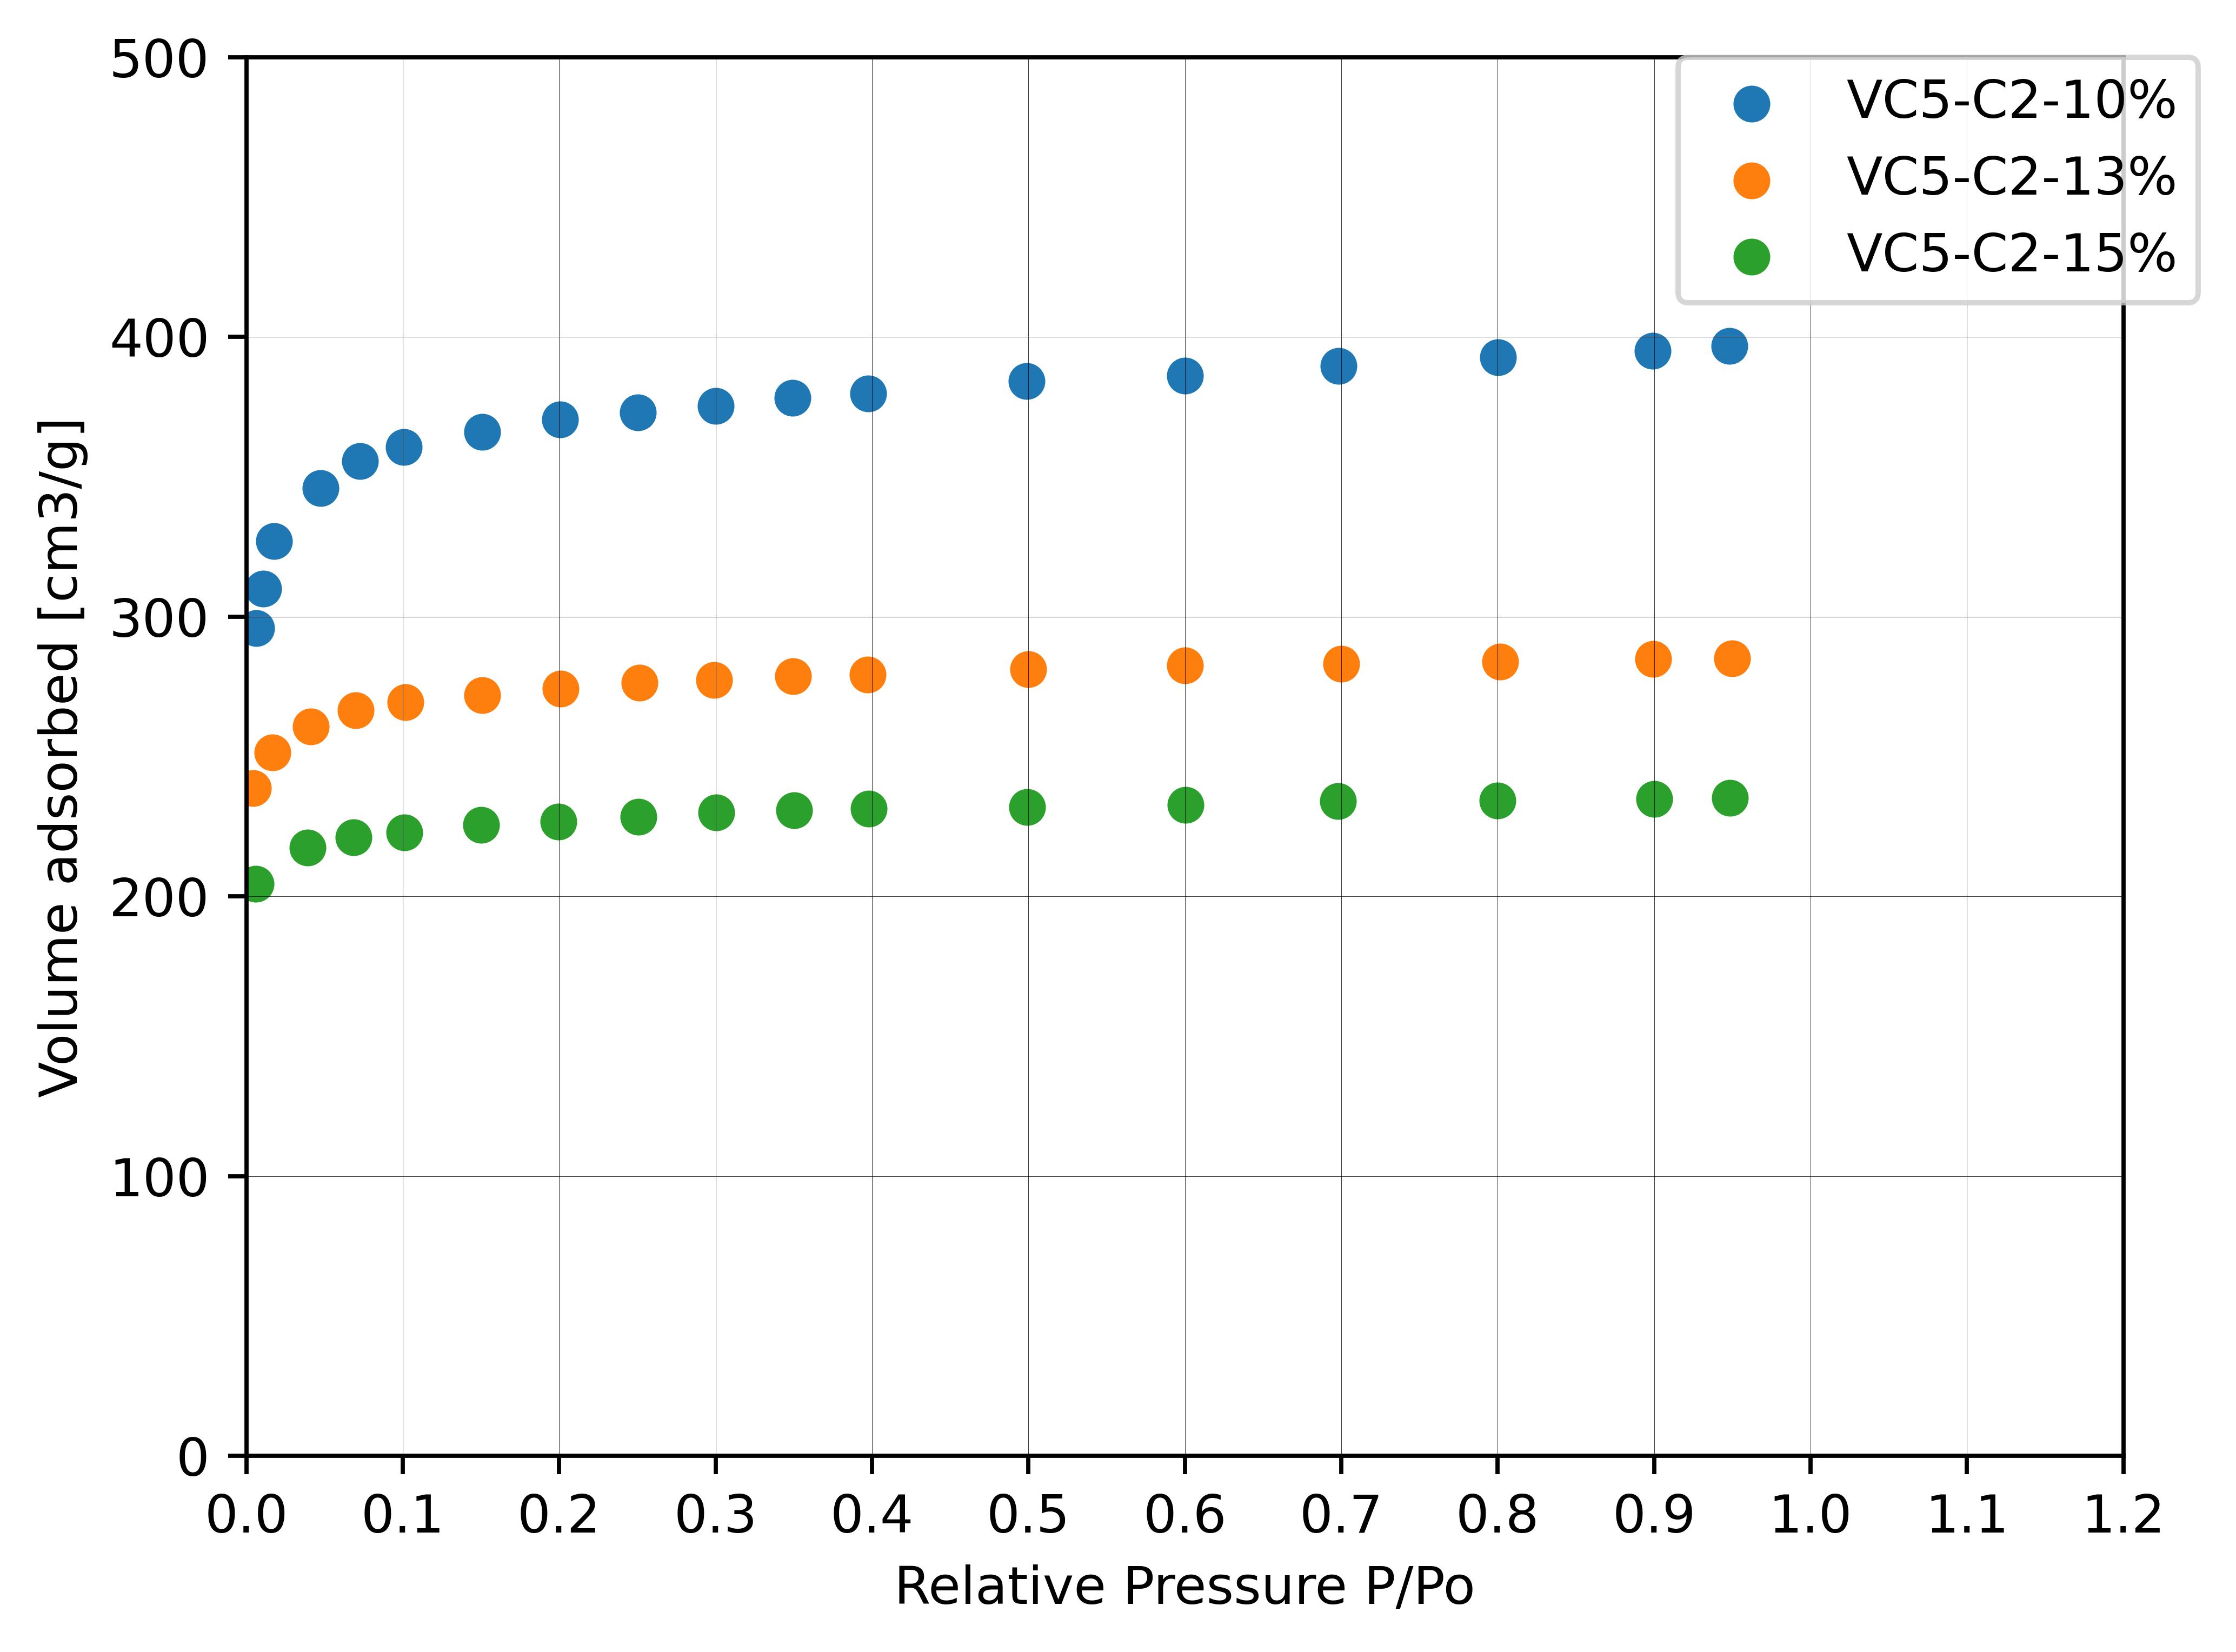 500
400
300
200
100
0
Volume adsorbed [cm3/g]
VC5-C2-10%
VC5-C2-13%
VC5-C2-15%
0.0 0.1 0.2 0.3 0.4 0.5 0.6 0.7 0.8 0.9 1.0 1.1 1.2
Relative Pressure P/Po